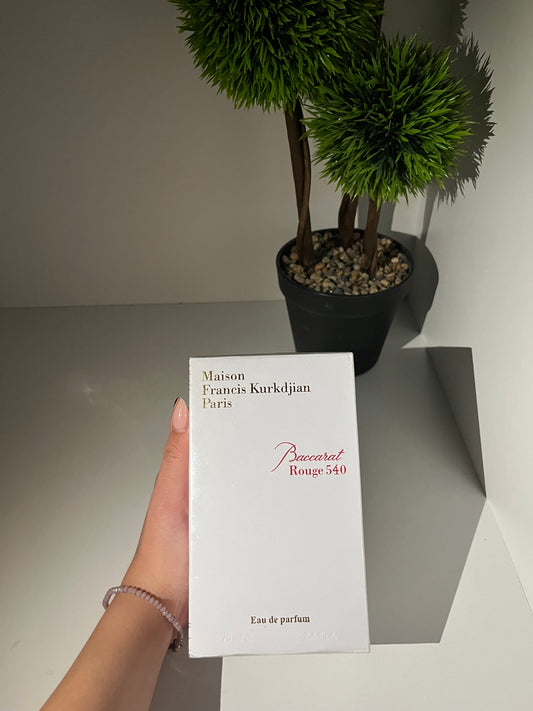 Maison
Francis Kurkdjian
Paris
Baccarat
Rouge 540
Eau de parfum